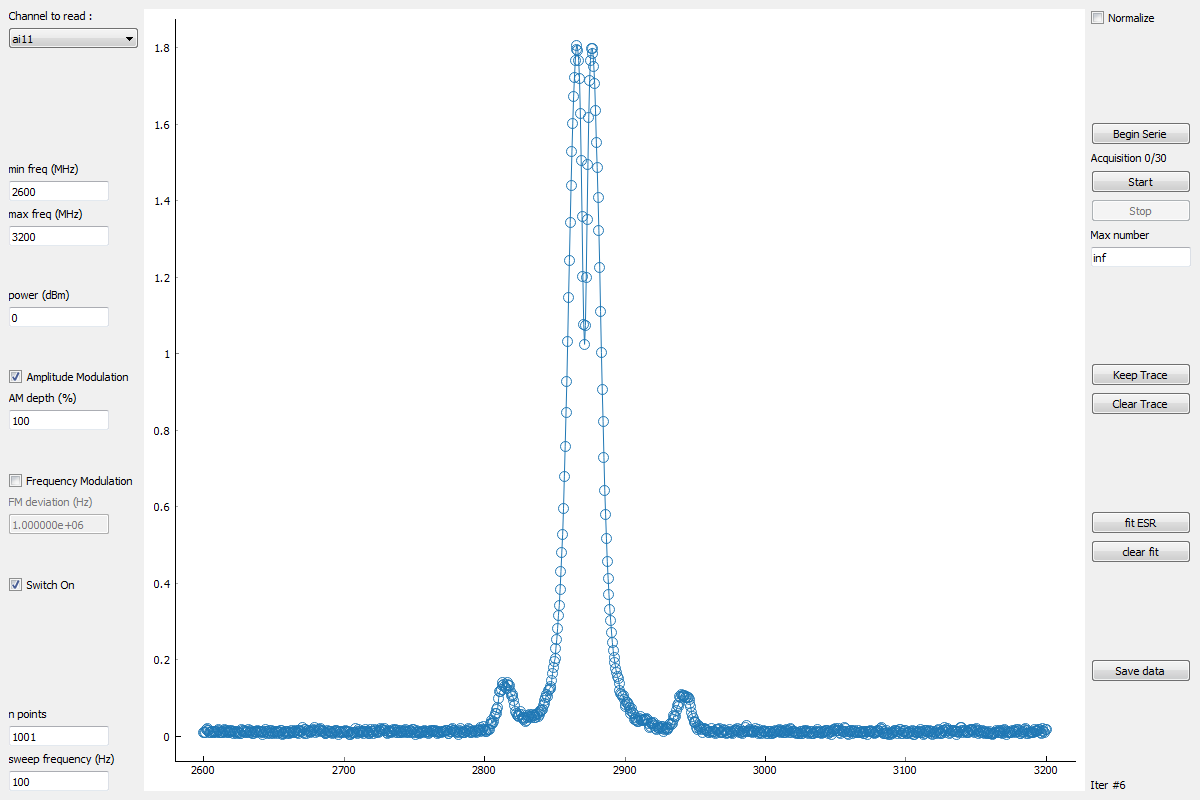 Channel to read :
ai11
min freq (MHz)
2600
max freq (MHz)
3200
power (dBm)
0
Amplitude Modulation
AM depth (%)
100
Frequency Modulation
FM deviation (Hz)
1.000000e+06
Switch On
n points
1001
sweep frequency (Hz)
100
1.8
1.6
1.4
1.2
1
0.8
0.6
0.4
0.2
0
2600 2700 2800 2900 3000 3100 3200
Normalize
Begin Serie
Acquisition 0/30
Start
Stop
Max number
inf
Keep Trace
Clear Trace
fit ESR
clear fit
Save data
Iter #6